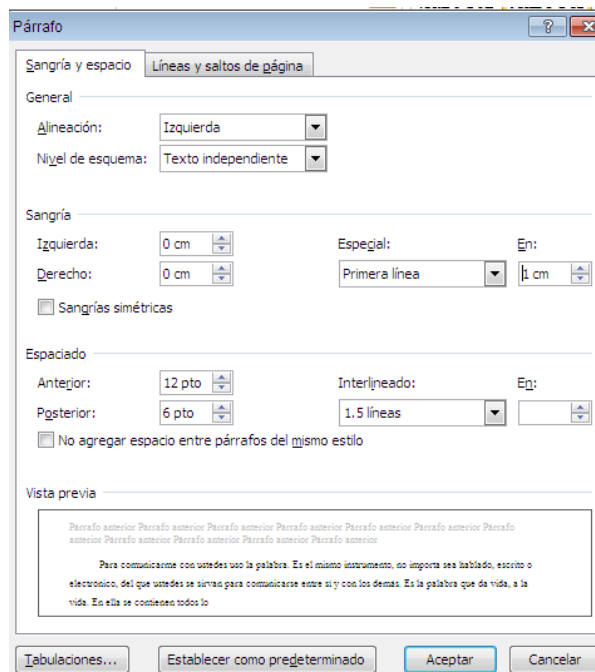 Párrafo
Sangría y espacio Líneas y saltos de página
General
Alineación: Izquierda
Nivel de esquema: Texto independiente
Sangría
Izquierda: 0 cm Especial: En:
Derecho: 0 cm Primera línea 1 cm
Sangrías simétricas
Espaciado
Anterior: 12 pto Interlineado: En:
Posterior: 6 pto 1.5 líneas
No agregar espacio entre párrafos del mismo estilo
Vista previa
Párrafo anterior Párrafo anterior Párrafo anterior Párrafo anterior Párrafo anterior Párrafo anterior Párrafo
anterior Párrafo anterior Párrafo anterior Párrafo anterior Párrafo anterior
Para comunicarme con ustedes uso la palabra. Es el mismo instrumento, no importa sea hablado, escrito o
electrónico, del que ustedes se sirvan para comunicarse entre si y con los demás. Es la palabra que da vida, a la
vida. En ella se contienen todos lo
Tabulaciones... Establecer como predeterminado Aceptar Cancelar